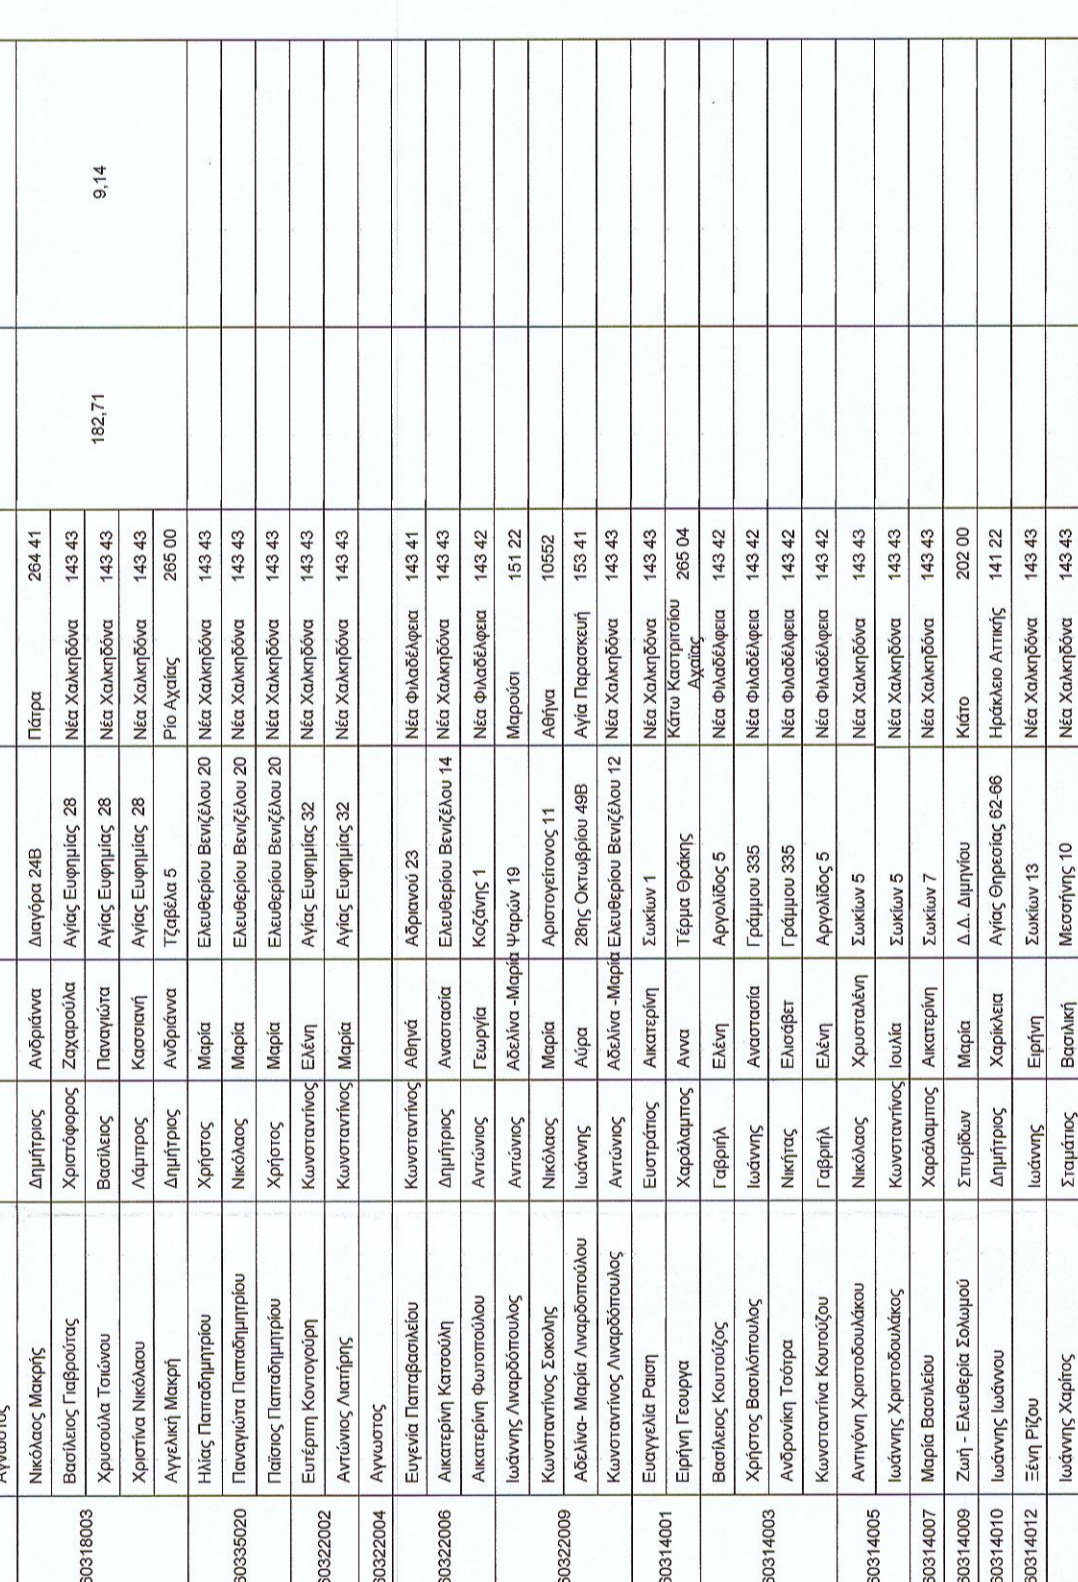 Άγνωστος
60318003 Νικόλαος Μακρής Δημήτριος Ανδριάννα Διαγόρα 24Β Πάτρα 264 41 182,71 9,14
Βασίλειος Γιαβρούτας Χριστόφορος Ζαχαρούλα Αγίας Ευφημίας 28 Νέα Χαλκηδόνα 143 43
Χρυσούλα Τσιώνου Βασίλειος Παναγιώτα Αγίας Ευφημίας 28 Νέα Χαλκηδόνα 143 43
Χριστίνα Νικόλαου Λάμπρος Κασσιανή Αγίας Ευφημίας 28 Νέα Χαλκηδόνα 143 43
Αγγελική Μακρή Δημήτριος Ανδριάννα Τζαβέλα 5 Ρίο Αχαίας 265 00
60335020 Ηλίας Παπαδημητρίου Χρήστος Μαρία Ελευθερίου Βενιζέλου 20 Νέα Χαλκηδόνα 143 43
Παναγιώτα Παπαδημητρίου Νικόλαος Μαρία Ελευθερίου Βενιζέλου 20 Νέα Χαλκηδόνα 143 43
Παΐσιος Παπαδημητρίου Χρήστος Μαρία Ελευθερίου Βενιζέλου 20 Νέα Χαλκηδόνα 143 43
60322002 Ευτέρπη Κοντογούρη Κωνσταντίνος Ελένη Αγίας Ευφημίας 32 Νέα Χαλκηδόνα 143 43
Αντώνιος Λιατήρης Κωνσταντίνος Μαρία Αγίας Ευφημίας 32 Νέα Χαλκηδόνα 143 43
60322004 Άγνωστος
60322006 Ευγενία Παπαβασιλείου Κωνσταντίνος Αθηνά Αδριανού 23 Νέα Φιλαδέλφεια 143 41
Αικατερίνη Κατσούλη Δημήτριος Αναστασία Ελευθερίου Βενιζέλου 14 Νέα Χαλκηδόνα 143 43
Αικατερίνη Φωτοπούλου Αντώνιος Γεωργία Κοζάνης 1 Νέα Φιλαδέλφεια 143 42
60322009 Ιωάννης Λιναρδόπουλος Αντώνιος Αδελίνα -Μαρία Ψαρών 19 Μαρούσι 151 22
Κωνσταντίνος Σοκολης Νικόλαος Μαρία Αριστογείτονος 11 Αθήνα 10552
Αδελίνα- Μαρία Λιναρδοπούλου Ιωάννης Αύρα 28ης Οκτωβρίου 49Β Αγία Παρασκευή 153 41
Κωνσταντίνος Λιναρδόπουλος Αντώνιος Αδελίνα -Μαρία Ελευθερίου Βενιζέλου 12 Νέα Χαλκηδόνα 143 43
60314001 Ευαγγελία Ραιση Ευστράτιος Αικατερίνη Σωκίων 1 Νέα Χαλκηδόνα 143 43
Ειρήνη Γεουργα Χαράλαμπος Αννα Τέρμα Θράκης Κάτω Καστριτσίου Αχαΐας 265 04
60314003 Βασίλειος Κουτούζος Γαβριήλ Ελένη Αργολίδος 5 Νέα Φιλαδέλφεια 143 42
Χρήστος Βασιλόπουλος Ιωάννης Αναστασία Γράμμου 335 Νέα Φιλαδέλφεια 143 42
Ανδρονίκη Τσότρα Νικήτας Ελισάβετ Γράμμου 335 Νέα Φιλαδέλφεια 143 42
Κωνσταντίνα Κουτούζου Γαβριήλ Ελένη Αργολίδος 5 Νέα Φιλαδέλφεια 143 42
60314005 Αντιγόνη Χριστοδουλάκου Νικόλαος Χρυσταλένη Σωκίων 5 Νέα Χαλκηδόνα 143 43
Ιωάννης Χριστοδουλάκος Κωνσταντίνος Ιουλία Σωκίων 5 Νέα Χαλκηδόνα 143 43
60314007 Μαρία Βασιλείου Χαράλαμπος Αικατερίνη Σωκίων 7 Νέα Χαλκηδόνα 143 43
60314009 Ζωή - Ελευθερία Σολωμού Σπυρίδων Μαρία Δ.Δ. Διμηνίου Κιάτο 202 00
60314010 Ιωάννης Ιωάννου Δημήτριος Χαρίκλεια Αγίας Θηρεσίας 62-66 Ηράκλειο Αττικής 141 22
60314012 Ξένη Ρίζου Ιωάννης Ειρήνη Σωκίων 13 Νέα Χαλκηδόνα 143 43
Ιωάννης Χαρίτος Σταμάτιος Βασιλική Μεσσήνης 10 Νέα Χαλκηδόνα 143 43